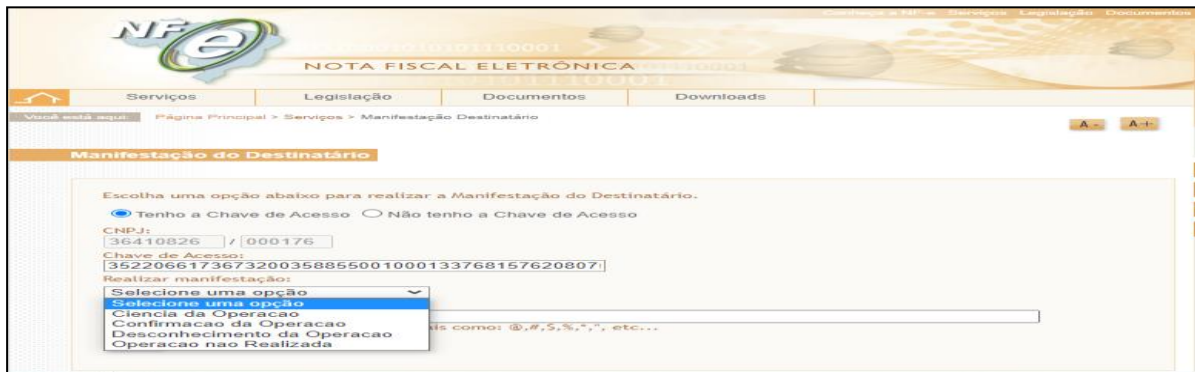 Conheça a NF-e Serviços Legislação Documentos
NFe
NOTA FISCAL ELETRÔNICA
Serviços Legislação Documentos Downloads
Você está aqui: Página Principal > Serviços > Manifestação Destinatário
A - A +
Manifestação do Destinatário
Escolha uma opção abaixo para realizar a Manifestação do Destinatário.
Tenho a Chave de Acesso Não tenho a Chave de Acesso
CNPJ:
36410826 / 000176
Chave de Acesso:
Realizar manifestação:
Selecione uma opção
Selecione uma opção
Ciencia da Operacao
Confirmacao da Operacao
is como: @,#,$,%,*,", etc...
Desconhecimento da Operacao
Operacao nao Realizada